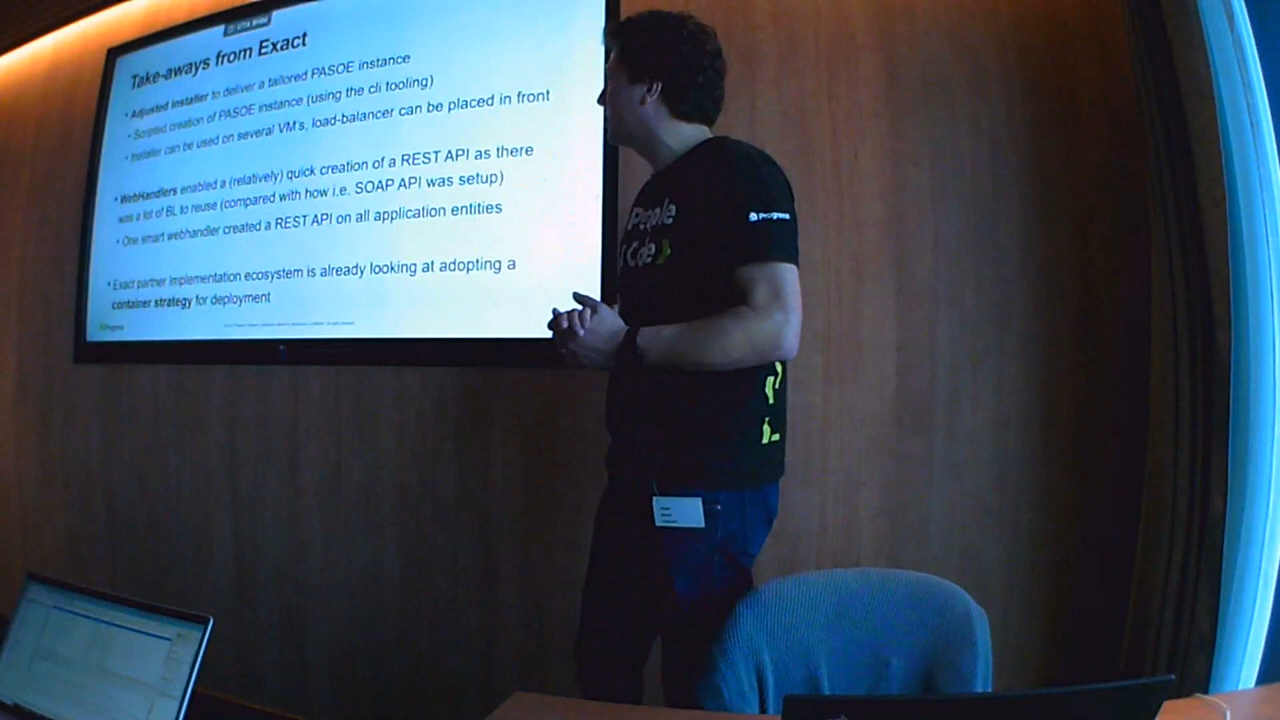 Take-aways from Exact
• Adjusted installer to deliver a tailored PASOE instance
• Scripted creation of PASOE instance (using the cli tooling)
• Installer can be used on several VM's, load-balancer can be placed in front
• WebHandlers enabled a (relatively) quick creation of a REST API as there
was a lot of BL to reuse (compared with how i.e. SOAP API was setup)
• One smart webhandler created a REST API on all application entities
• Exact partner implementation ecosystem is already looking at adopting a
container strategy for deployment
Progress
People
Code
Progress